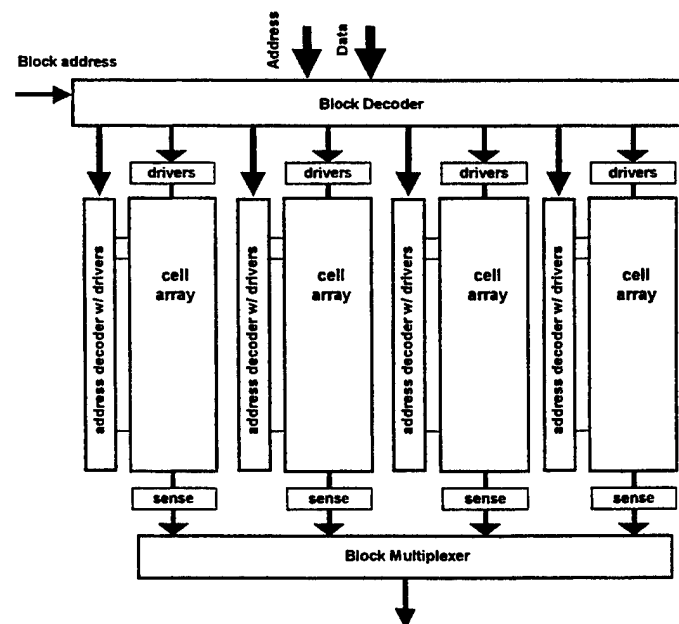 Address
Data
Block address
Block Decoder
drivers
drivers
drivers
drivers
address decoder w/ drivers
cell
array
address decoder w/ drivers
cell
array
address decoder w/ drivers
cell
array
address decoder w/ drivers
cell
array
sense
sense
sense
sense
Block Multiplexer